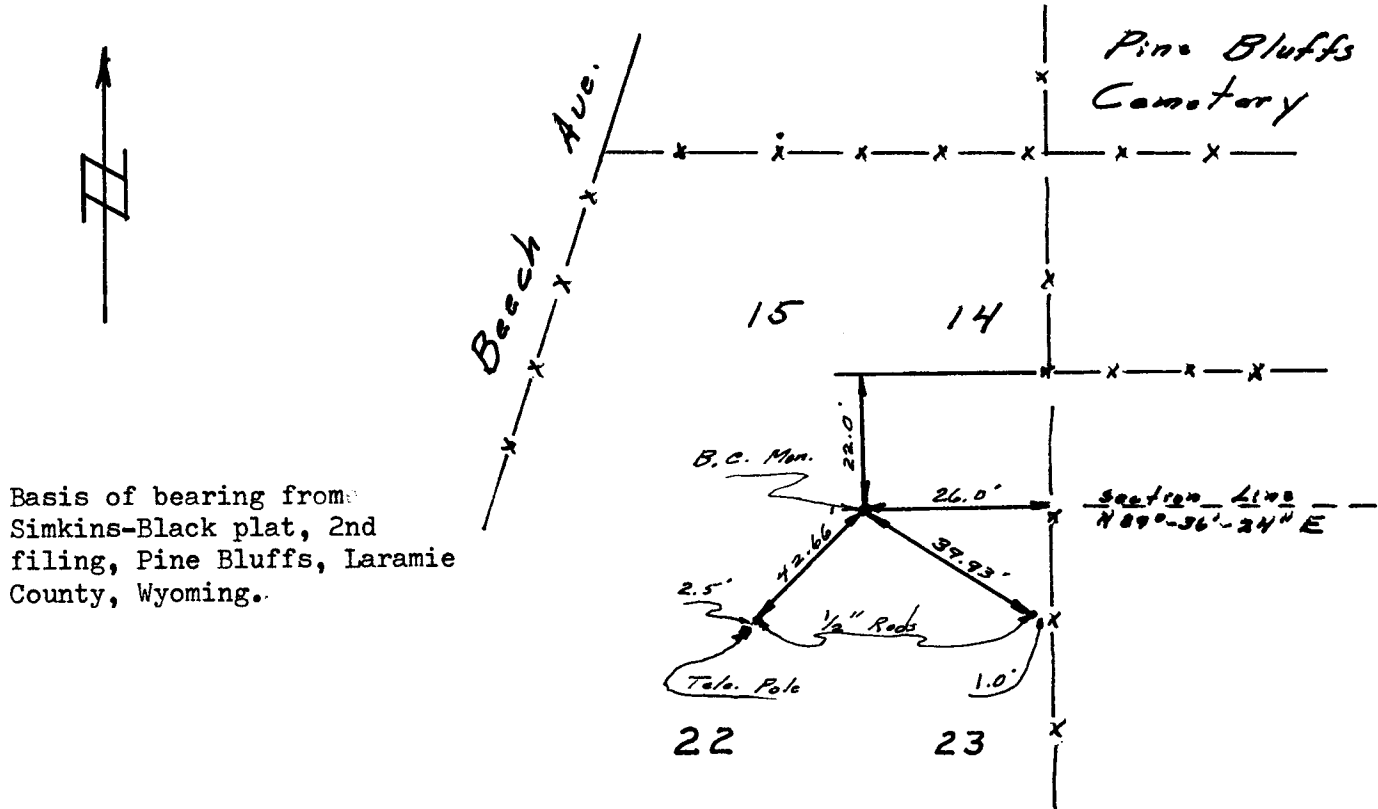 Pine Bluffs
Cemetary
Beech Ave.
15
14
22.0'
B.C. Mon.
26.0'
Section Line
N 89°-36'-24" E
Basis of bearing from
Simkins-Black plat, 2nd
filing, Pine Bluffs, Laramie
County, Wyoming.
42.66'
39.93'
2.5'
1/2" Rods
Tele. Pole
1.0'
22
23